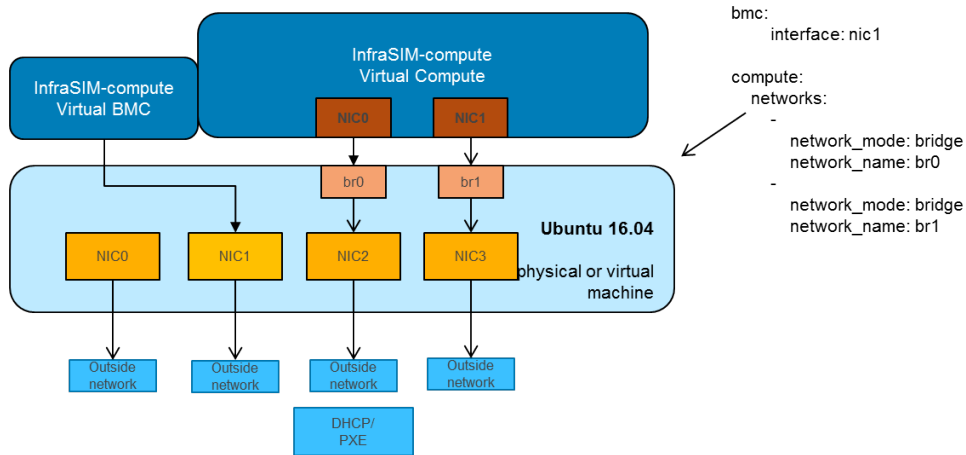 InfraSIM-compute
Virtual Compute
InfraSIM-compute
Virtual BMC
NIC0
NIC1
br0
br1
Ubuntu 16.04
NIC0
NIC1
NIC2
NIC3
physical or virtual
machine
Outside
network
Outside
network
Outside
network
Outside
network
DHCP/
PXE
bmc:
interface: nic1
compute:
networks:
-
network_mode: bridge
network_name: br0
-
network_mode: bridge
network_name: br1